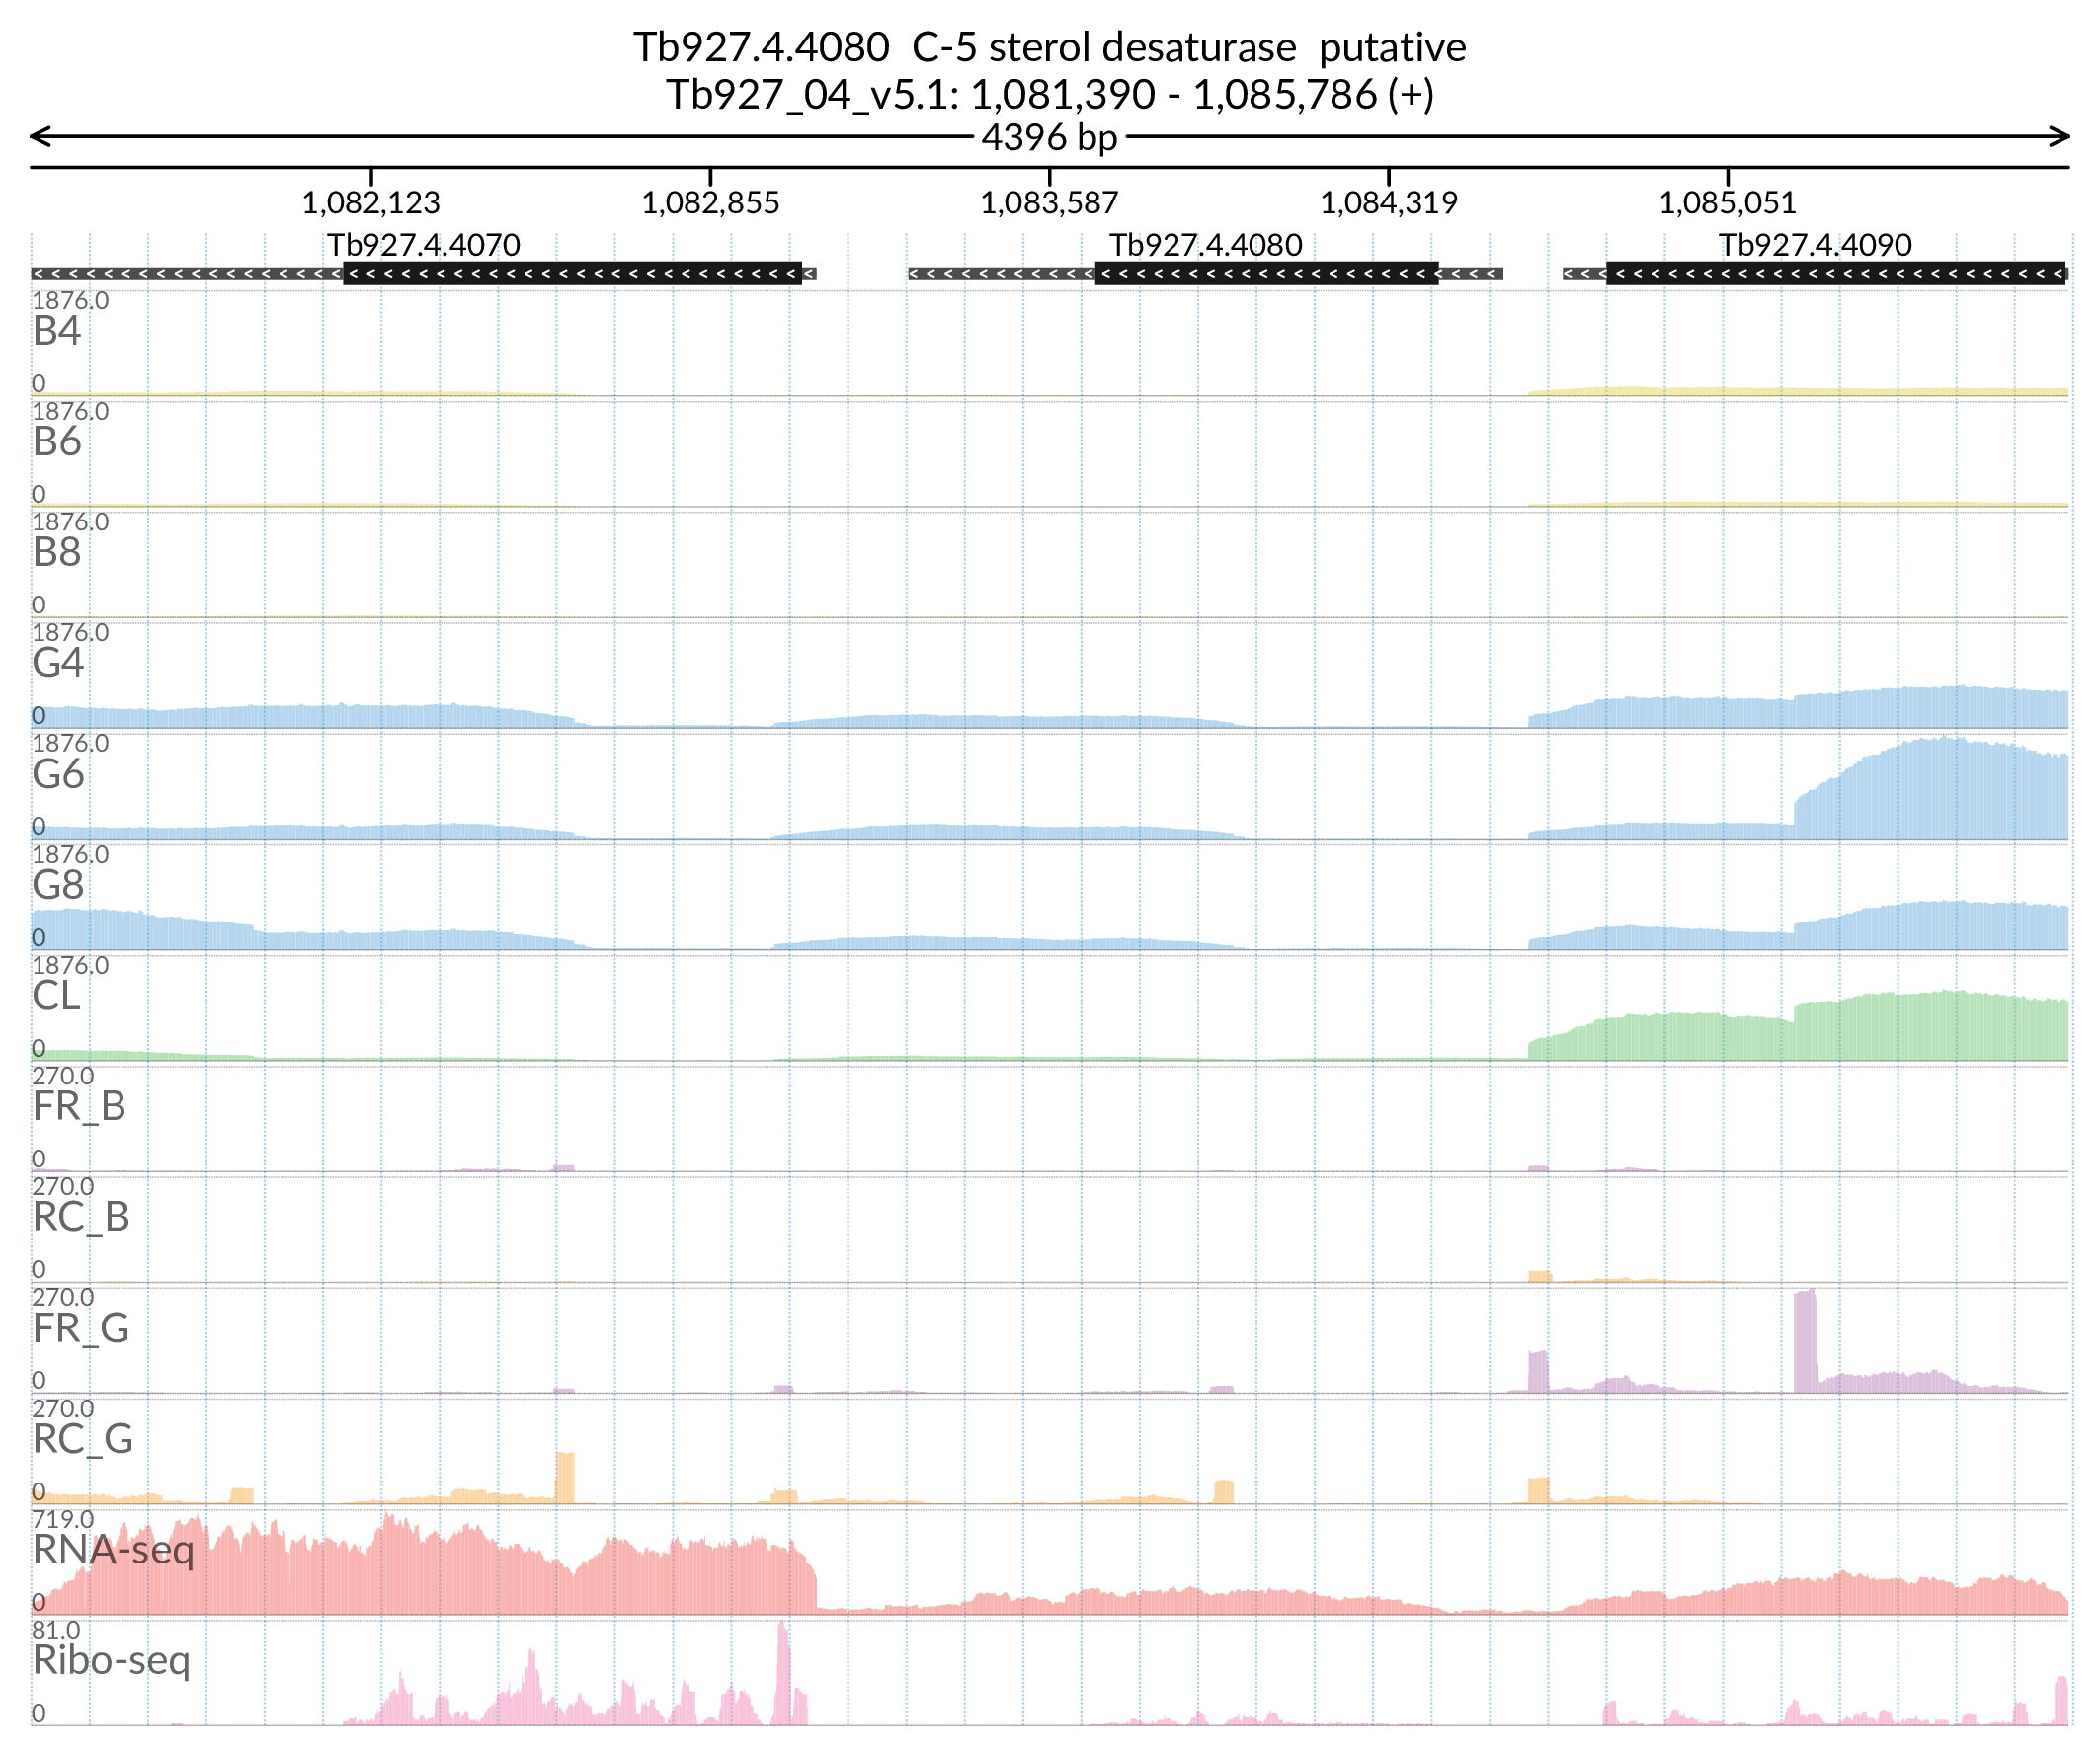 Tb927.4.4080  C-5 sterol desaturase  putative
Tb927_04_v5.1: 1,081,390 - 1,085,786 (+)
4396 bp
1,082,123 1,082,855 1,083,587 1,084,319 1,085,051
Tb927.4.4070 Tb927.4.4080 Tb927.4.4090
1876.0
B4
0
1876.0
B6
0
1876.0
B8
0
1876.0
G4
0
1876.0
G6
0
1876.0
G8
0
1876.0
CL
0
270.0
FR_B
0
270.0
RC_B
0
270.0
FR_G
0
270.0
RC_G
0
719.0
RNA-seq
0
81.0
Ribo-seq
0